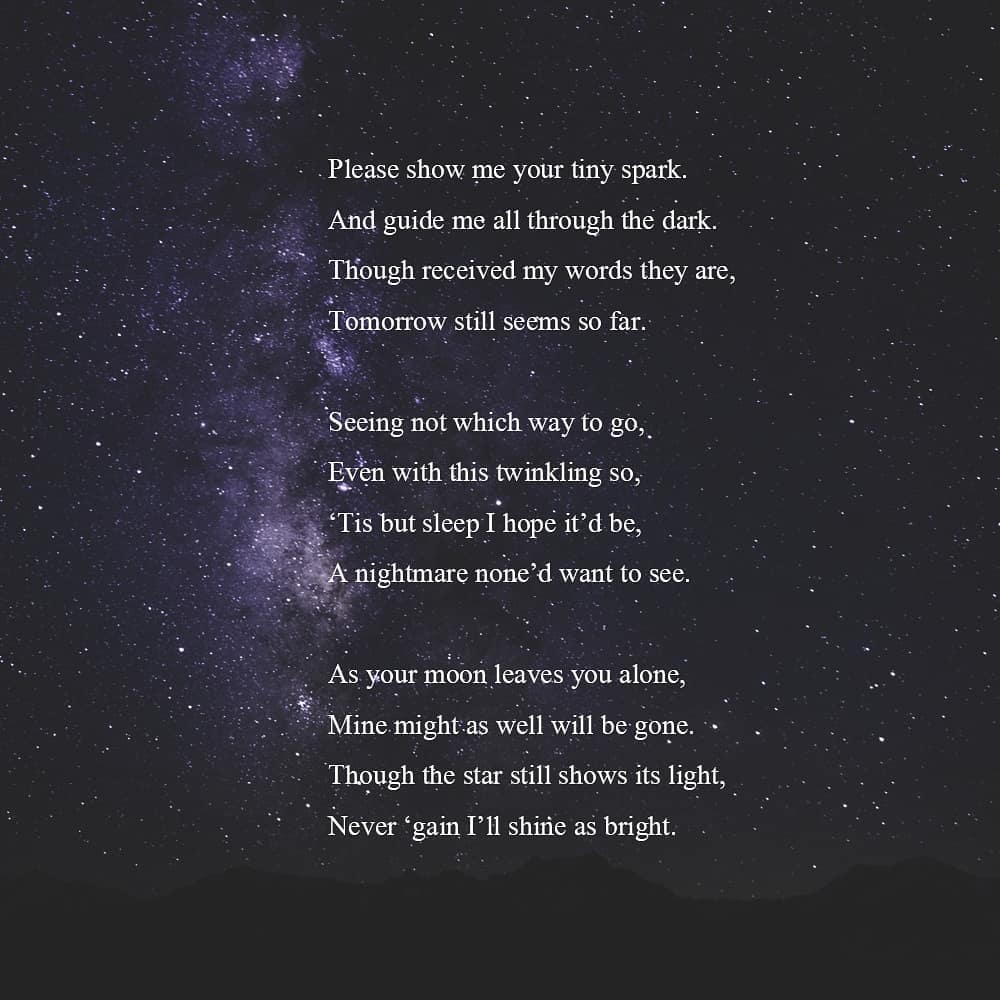 Please show me your tiny spark.
And guide me all through the dark.
Though received my words they are,
Tomorrow still seems so far.

Seeing not which way to go,
Even with this twinkling so,
‘Tis but sleep I hope it’d be,
A nightmare none’d want to see.

As your moon leaves you alone,
Mine might as well will be gone.
Though the star still shows its light,
Never ‘gain I’ll shine as bright.